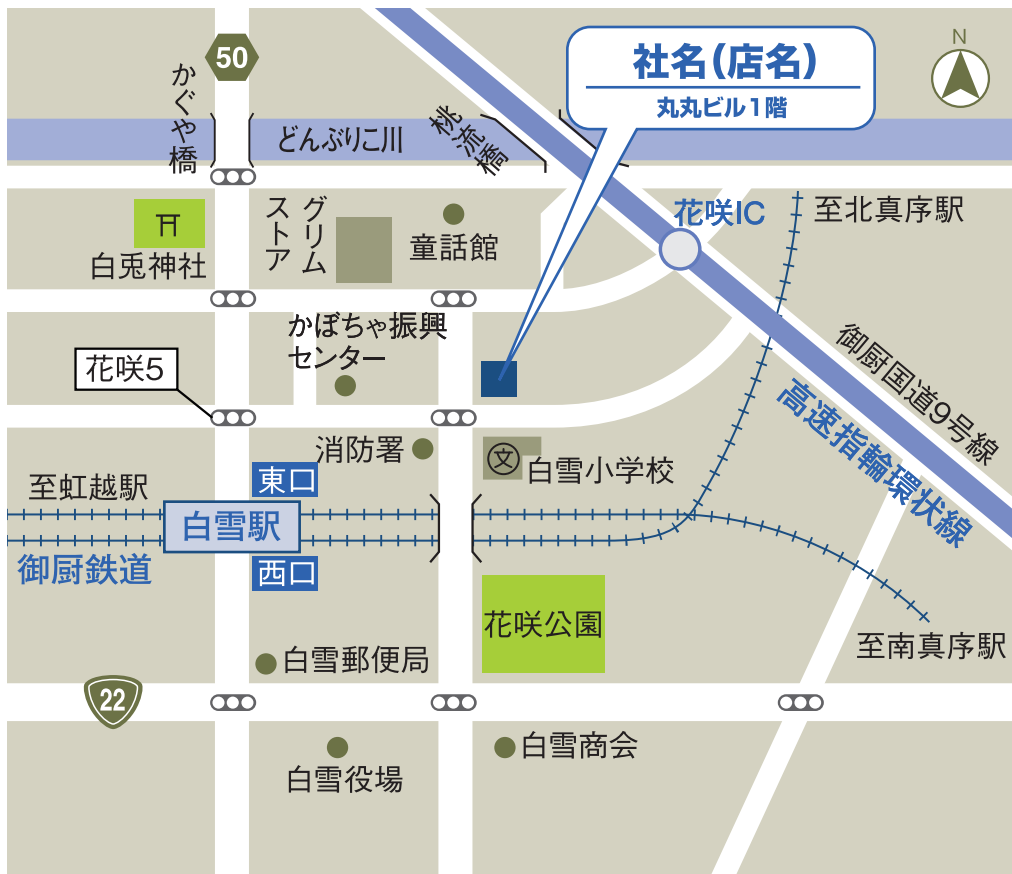 50
かぐや橋
どんぶりこ川
桃流橋
社名(店名)
丸丸ビル1階
N
白兎神社
グリム
ストア
童話館
花咲IC
至北真序駅
かぼちゃ振興
センター
花咲5
御厨国道9号線
高速指輪環状線
消防署
文
白雪小学校
至虹越駅
東口
白雪駅
御厨鉄道
西口
花咲公園
白雪郵便局
至南真序駅
22
白雪役場
白雪商会